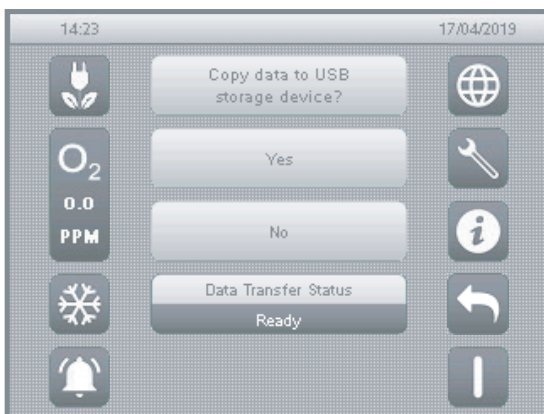 14:23
17/04/2019
Copy data to USB
storage device?
O2
0.0
PPM
Yes
No
i
Data Transfer Status
Ready